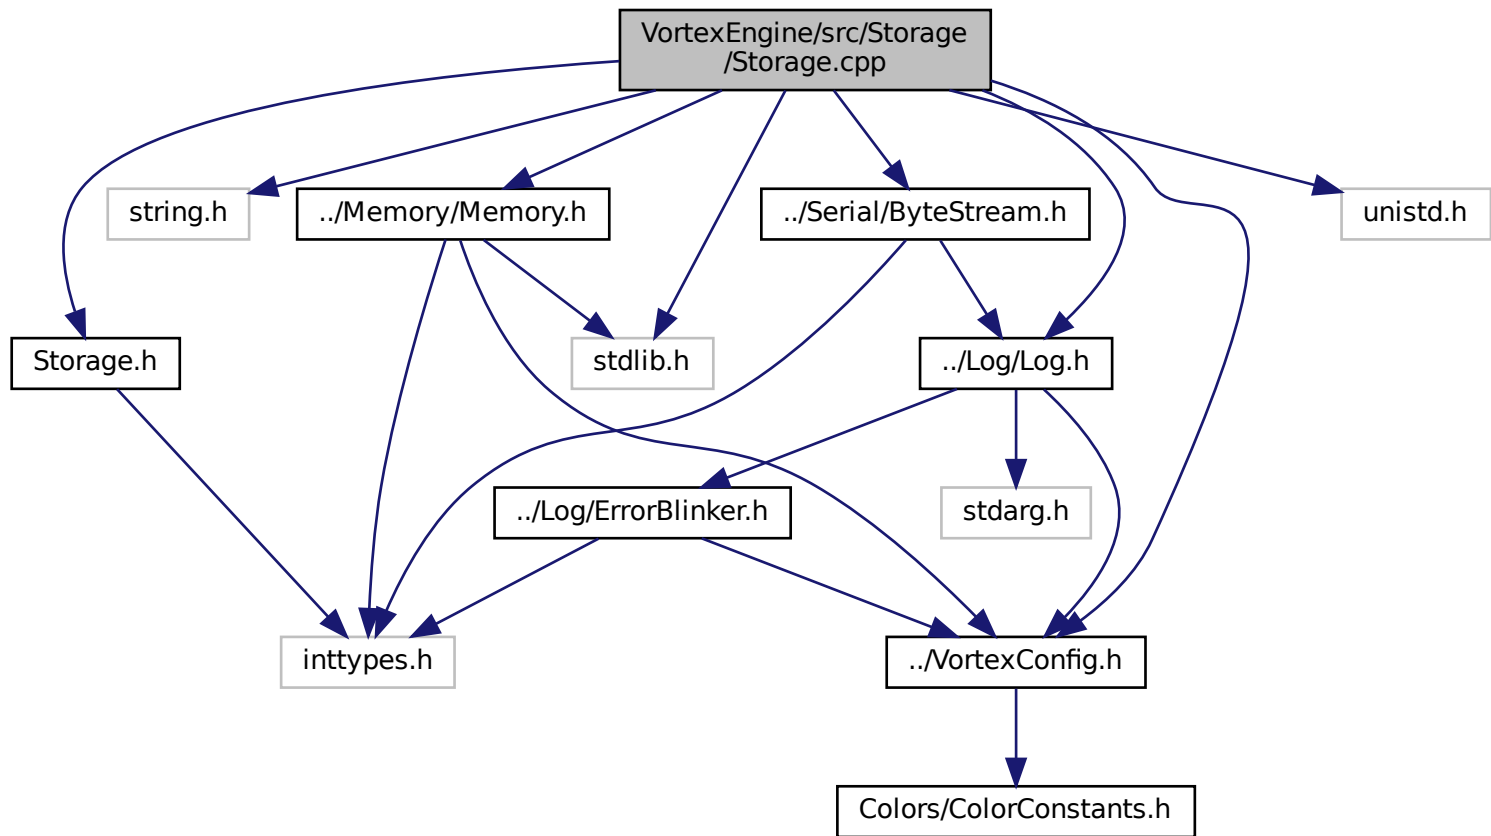 VortexEngine/src/Storage
/Storage.cpp
string.h
../Memory/Memory.h
../Serial/ByteStream.h
unistd.h
Storage.h
stdlib.h
../Log/Log.h
../Log/ErrorBlinker.h
stdarg.h
inttypes.h
../VortexConfig.h
Colors/ColorConstants.h